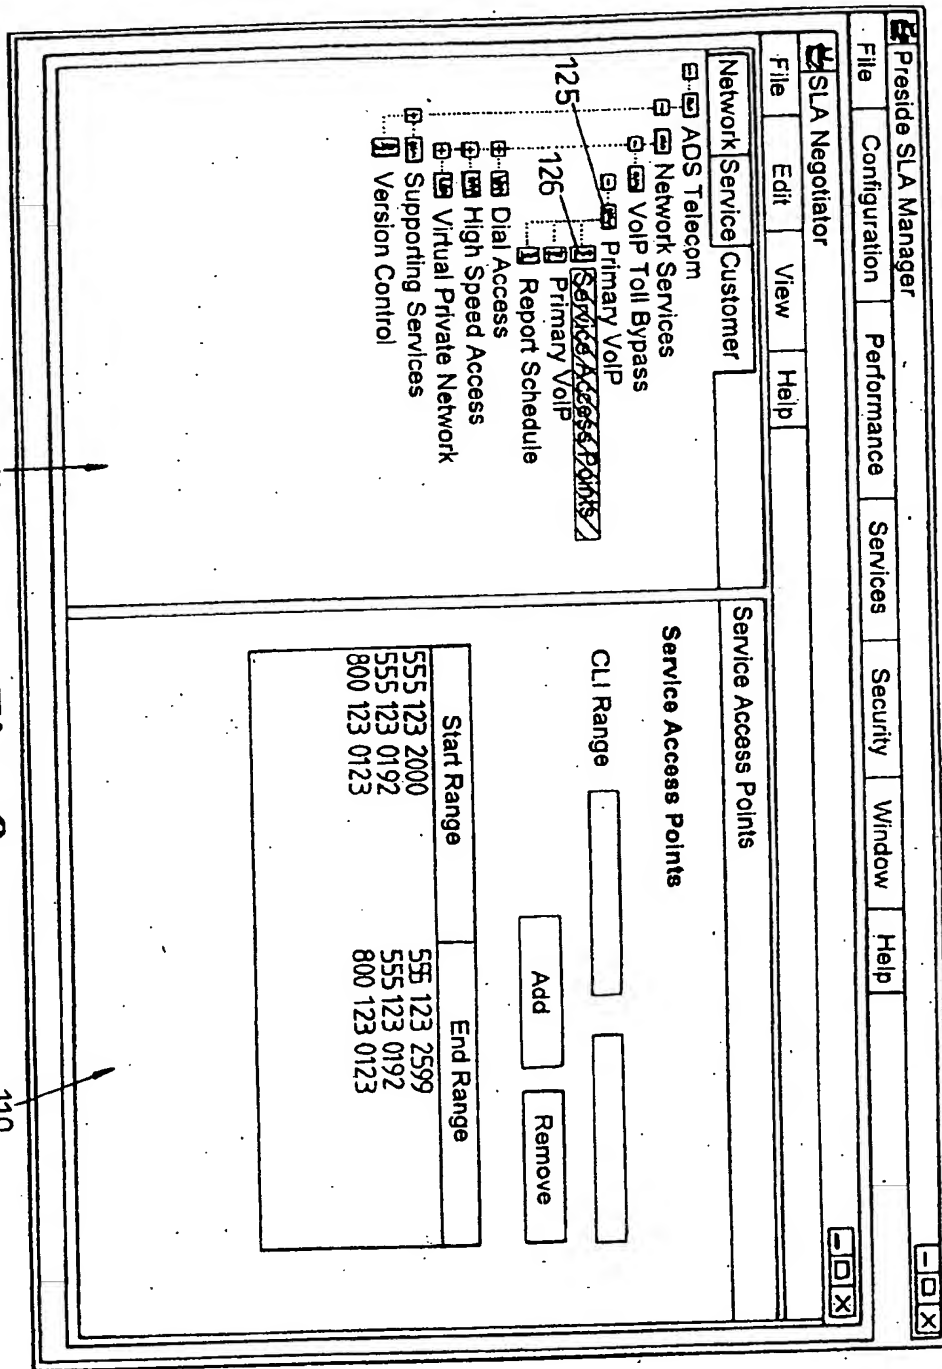 Preside SLA Manager
File Configuration Performance Services Security Window Help
SLA Negotiator
File Edit View Help
Network Service Customer
ADS Telecom
Network Services
VoIP Toll Bypass
Primary VoIP
Service Access Points
Primary VoIP
Report Schedule
Dial Access
High Speed Access
Virtual Private Network
Supporting Services
Version Control
125
126
Service Access Points
Service Access Points
CLI Range
Add Remove
Start Range End Range
555 123 2000 555 123 2599
555 123 0192 555 123 0192
800 123 0123 800 123 0123
110